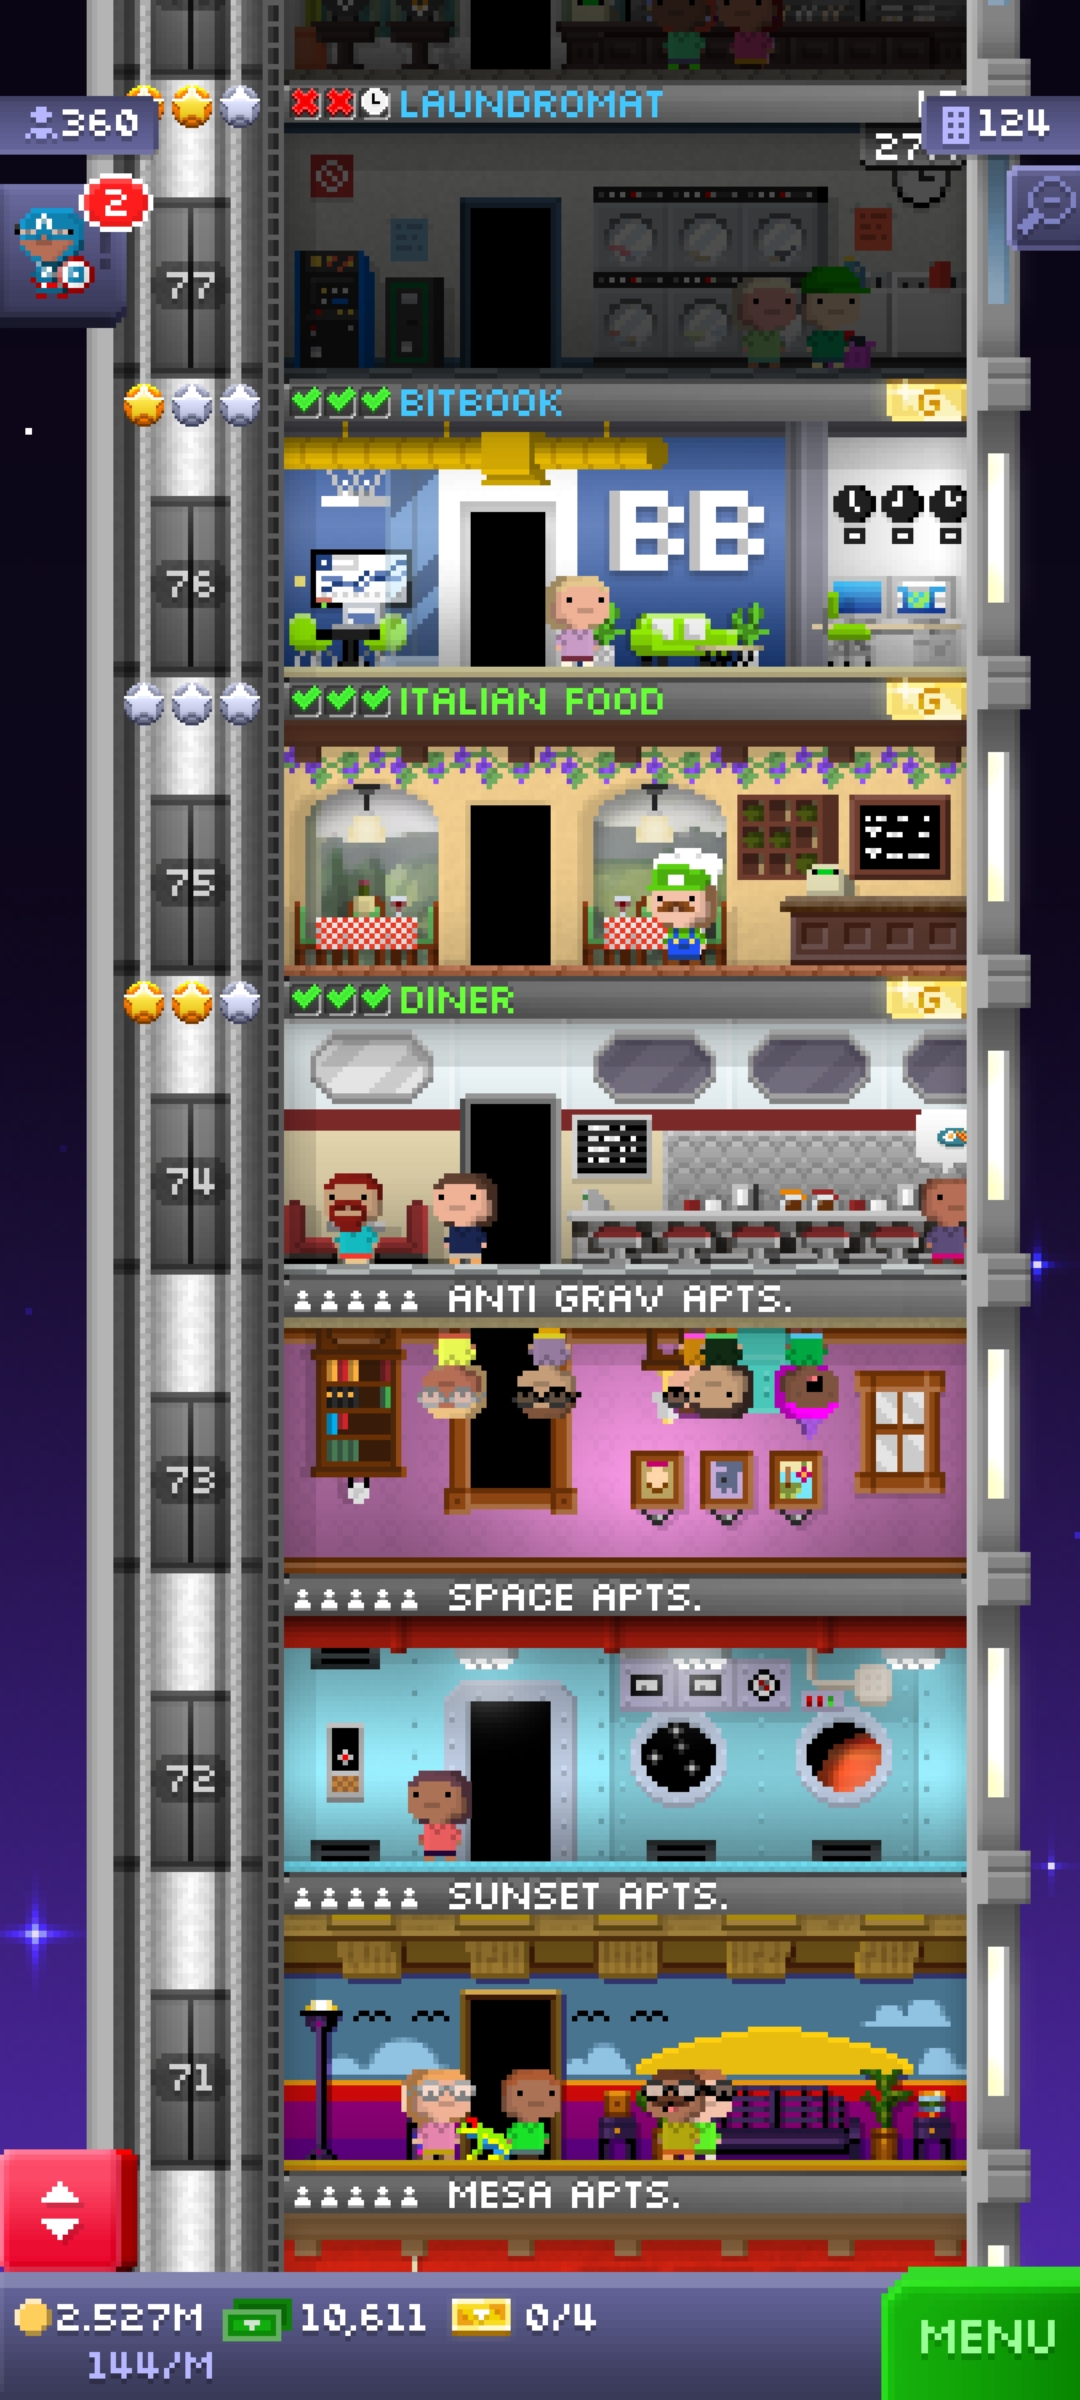 LAUNDROMAT
360
124
27
2
77
BITBOOK
G
BB
76
ITALIAN FOOD
G
75
DINER
G
74
ANTI GRAV APTS.
73
SPACE APTS.
72
SUNSET APTS.
71
MESA APTS.
2.527M
10,611
0/4
144/M
MENU